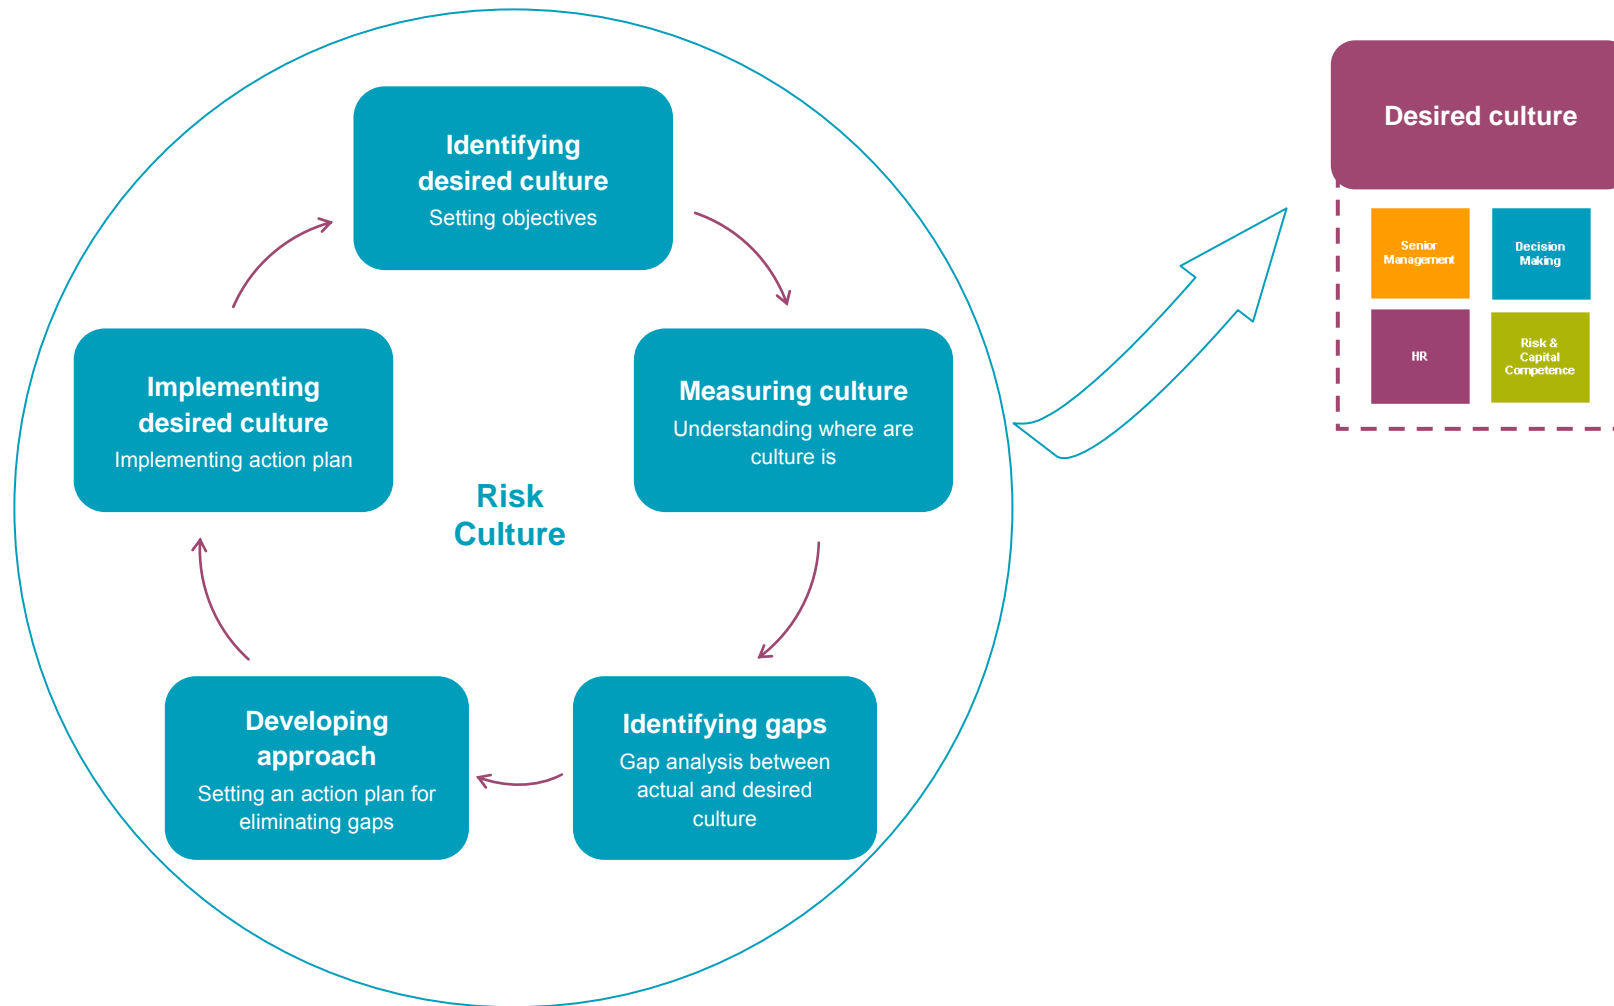 Identifying
desired culture
Setting objectives
Measuring culture
Understanding where are
culture is
Identifying gaps
Gap analysis between
actual and desired
culture
Developing
approach
Setting an action plan for
eliminating gaps
Implementing
desired culture
Implementing action plan
Risk
Culture
Desired culture
Senior
Management
Decision
Making
HR
Risk &
Capital
Competence